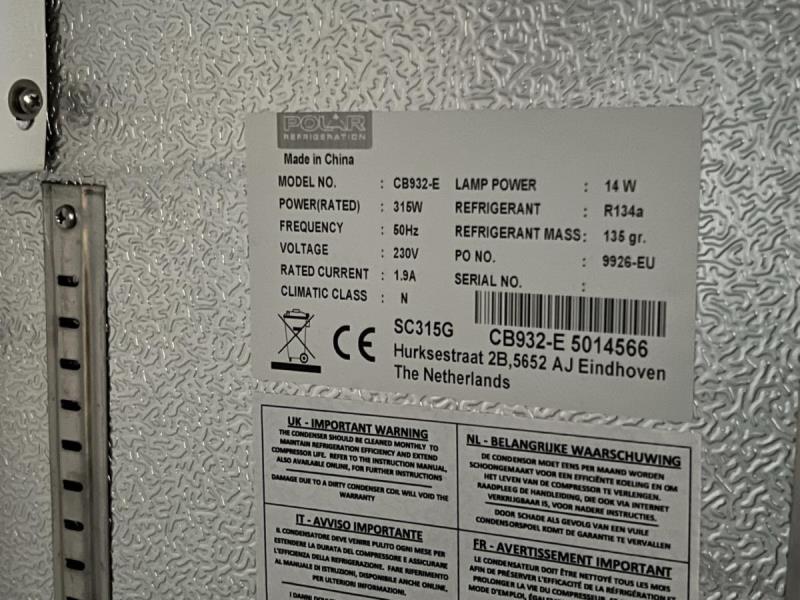 POLAR
REFRIGERATION
Made in China
MODEL NO. : CB932-E
POWER(RATED) : 315W
FREQUENCY : 50Hz
VOLTAGE : 230V
RATED CURRENT : 1.9A
CLIMATIC CLASS : N
LAMP POWER : 14 W
REFRIGERANT : R134a
REFRIGERANT MASS: 135 gr.
PO NO. : 9926-EU
SERIAL NO. :
CE
SC315G
CB932-E 5014566
Hurksestraat 2B,5652 AJ Eindhoven
The Netherlands
UK - IMPORTANT WARNING
THE CONDENSER SHOULD BE CLEANED MONTHLY TO
MAINTAIN REFRIGERATION EFFICIENCY AND EXTEND
COMPRESSOR LIFE. REFER TO THE INSTRUCTION MANUAL,
ALSO AVAILABLE ONLINE, FOR FURTHER INSTRUCTIONS
DAMAGE DUE TO A DIRTY CONDENSER COIL WILL VOID THE
WARRANTY
NL - BELANGRIJKE WAARSCHUWING
DE CONDENSOR MOET EENS PER MAAND WORDEN
SCHOONGEMAAKT VOOR EEN EFFICIËNTE KOELING EN OM
HET LEVEN VAN DE COMPRESSOR TE VERLENGEN.
RAADPLEEG DE HANDLEIDING, DIE OOK VIA INTERNET
VERKRIJGBAAR IS, VOOR NADERE INSTRUCTIES.
DOOR SCHADE ALS GEVOLG VAN EEN VUILE
CONDENSORSPOEL KOMT DE GARANTIE TE VERVALLEN
IT - AVVISO IMPORTANTE
IL CONDENSATORE DEVE VENIRE PULITO OGNI MESE PER
ESTENDERE LA DURATA DEL COMPRESSORE E ASSICURARE
L'EFFICIENZA DELLA REFRIGERAZIONE. FARE RIFERIMENTO
AL MANUALE DI ISTRUZIONI, DISPONIBILE ANCHE ONLINE,
PER ULTERIORI INFORMAZIONI.
I DANNI
FR - AVERTISSEMENT IMPORTANT
LE CONDENSATEUR DOIT ÊTRE NETTOYÉ TOUS LES MOIS
AFIN DE PRÉSERVER L'EFFICACITÉ DE LA RÉFRIGÉRATION ET
PROLONGER LA VIE DU COMPRESSEUR.
MODE D'EMPLOI,